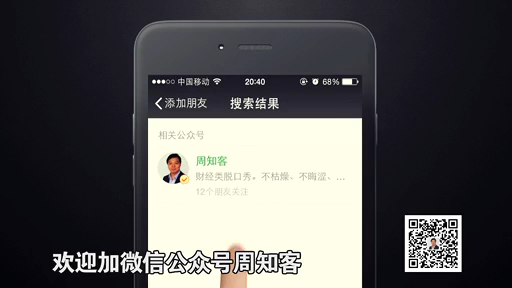 中国移动
20:40
68%
添加朋友
搜索结果
相关公众号
周知客
财经类脱口秀。不枯燥、不晦涩、…
12个朋友关注
欢迎加微信公众号周知客